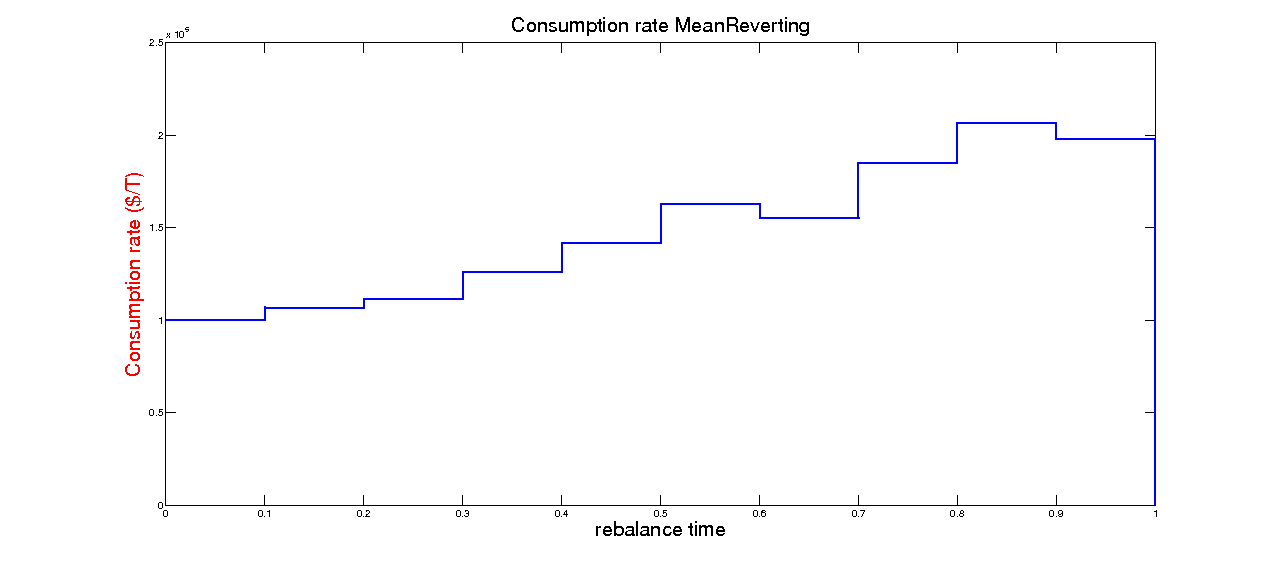 Consumption rate MeanReverting
x 10^5
2.5
2
1.5
1
0.5
0
Consumption rate ($/T)
0 0.1 0.2 0.3 0.4 0.5 0.6 0.7 0.8 0.9 1
rebalance time